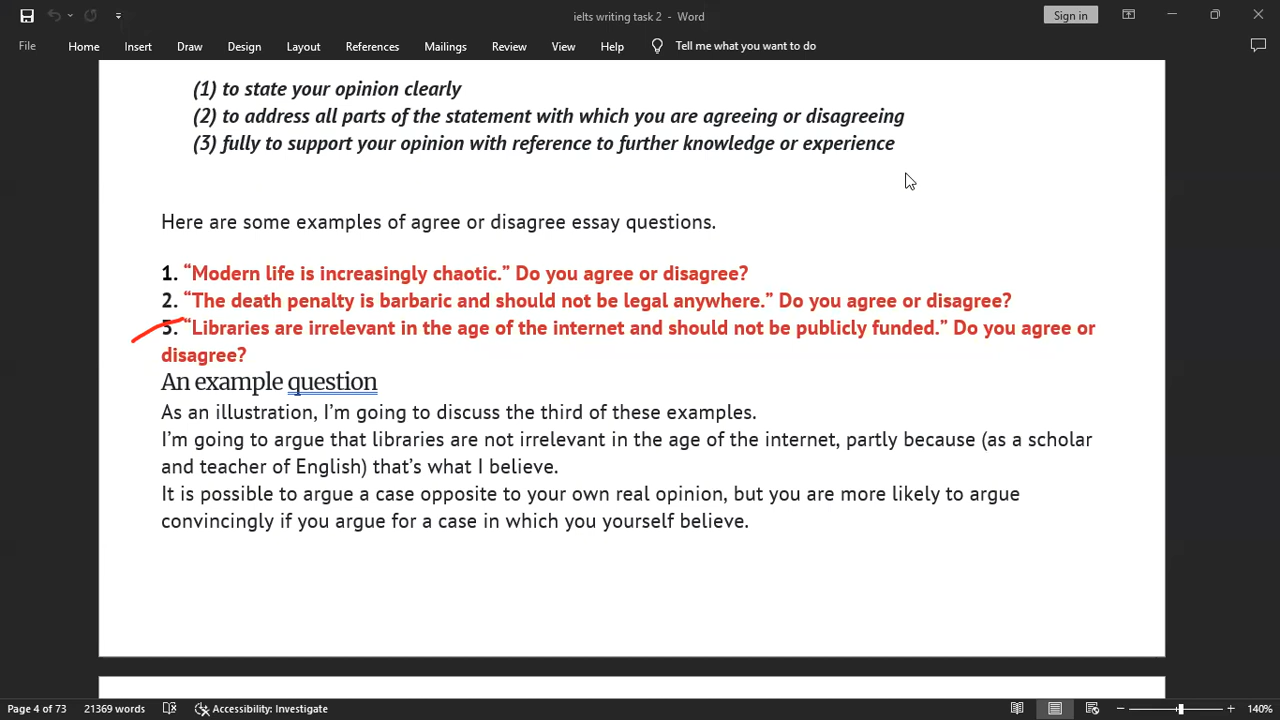 ielts writing task 2 - Word
Sign in
File Home Insert Draw Design Layout References Mailings Review View Help Tell me what you want to do
(1) to state your opinion clearly
(2) to address all parts of the statement with which you are agreeing or disagreeing
(3) fully to support your opinion with reference to further knowledge or experience
Here are some examples of agree or disagree essay questions.
1. “Modern life is increasingly chaotic.” Do you agree or disagree?
2. “The death penalty is barbaric and should not be legal anywhere.” Do you agree or disagree?
3. “Libraries are irrelevant in the age of the internet and should not be publicly funded.” Do you agree or
disagree?
An example question
As an illustration, I’m going to discuss the third of these examples.
I’m going to argue that libraries are not irrelevant in the age of the internet, partly because (as a scholar
and teacher of English) that’s what I believe.
It is possible to argue a case opposite to your own real opinion, but you are more likely to argue
convincingly if you argue for a case in which you yourself believe.
Page 4 of 73 21369 words Accessibility: Investigate 140%